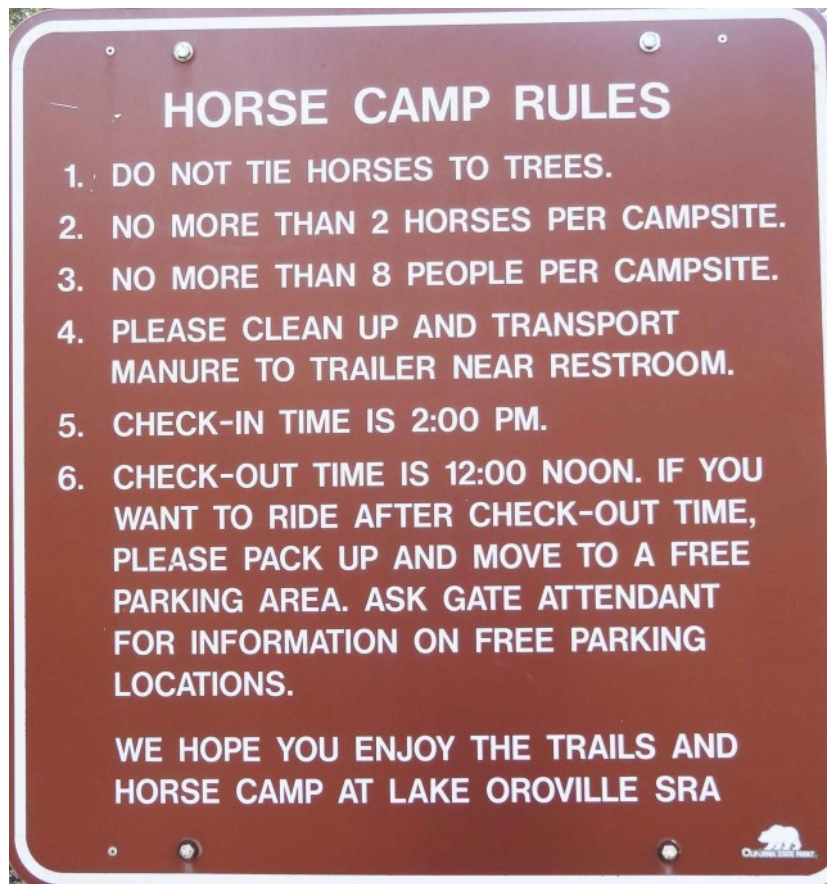 HORSE CAMP RULES
1. DO NOT TIE HORSES TO TREES.
2. NO MORE THAN 2 HORSES PER CAMPSITE.
3. NO MORE THAN 8 PEOPLE PER CAMPSITE.
4. PLEASE CLEAN UP AND TRANSPORT
MANURE TO TRAILER NEAR RESTROOM.
5. CHECK-IN TIME IS 2:00 PM.
6. CHECK-OUT TIME IS 12:00 NOON. IF YOU
WANT TO RIDE AFTER CHECK-OUT TIME,
PLEASE PACK UP AND MOVE TO A FREE
PARKING AREA. ASK GATE ATTENDANT
FOR INFORMATION ON FREE PARKING
LOCATIONS.
WE HOPE YOU ENJOY THE TRAILS AND
HORSE CAMP AT LAKE OROVILLE SRA
CALIFORNIA STATE PARKS